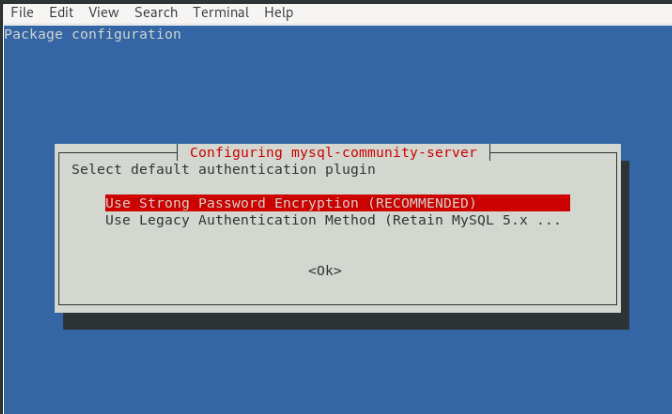 File Edit View Search Terminal Help
Package configuration
Configuring mysql-community-server
Select default authentication plugin
Use Strong Password Encryption (RECOMMENDED)
Use Legacy Authentication Method (Retain MySQL 5.x ...
<Ok>